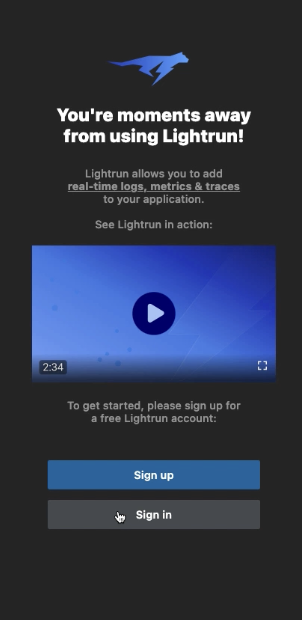 You're moments away
from using Lightrun!
Lightrun allows you to add
real-time logs, metrics & traces
to your application.
See Lightrun in action:
2:34
To get started, please sign up for
a free Lightrun account:
Sign up
Sign in